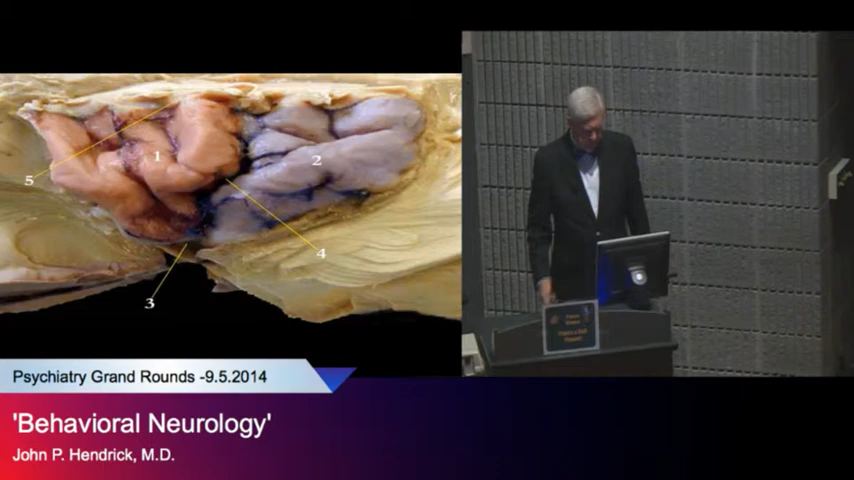 1
2
5
4
3
Psychiatry Grand Rounds -9.5.2014
'Behavioral Neurology'
John P. Hendrick, M.D.